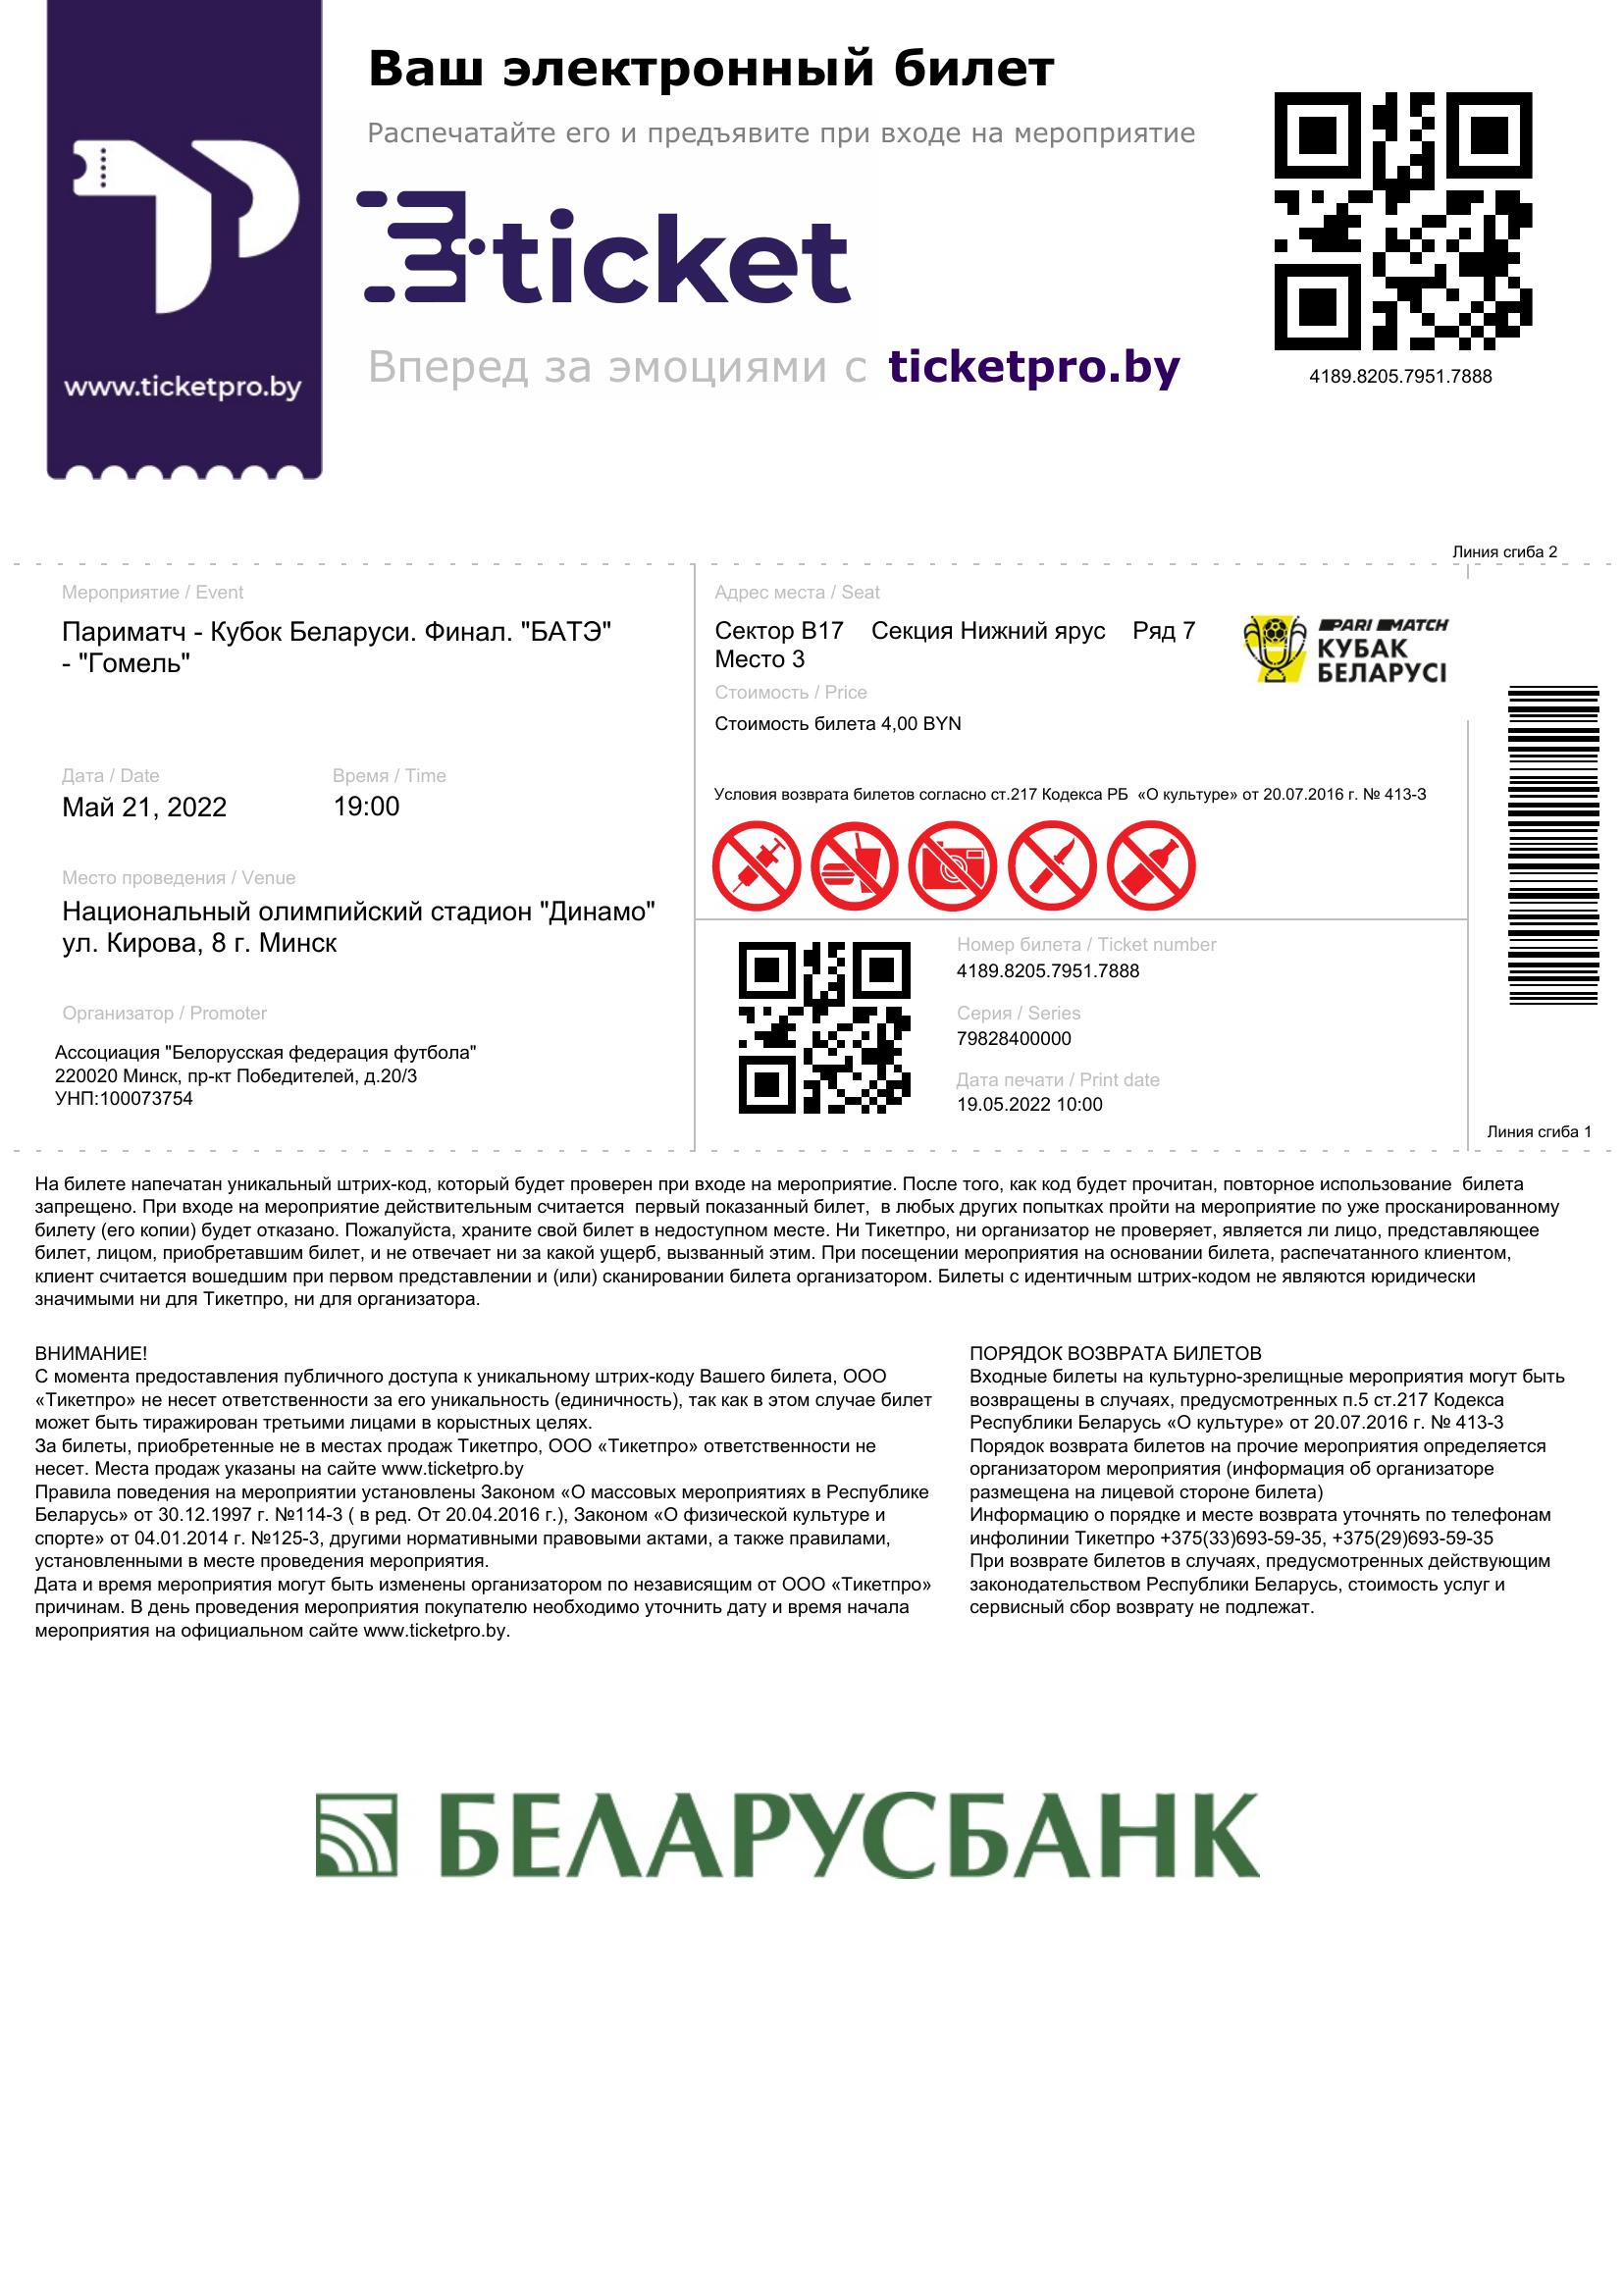 Ваш электронный билет
Распечатайте его и предъявите при входе на мероприятие
ticket
Вперед за эмоциями с ticketpro.by
www.ticketpro.by
4189.8205.7951.7888
Линия сгиба 2
Мероприятие / Event
Париматч - Кубок Беларуси. Финал. "БАТЭ"
- "Гомель"
Дата / Date
Май 21, 2022
Время / Time
19:00
Место проведения / Venue
Национальный олимпийский стадион "Динамо"
ул. Кирова, 8 г. Минск
Организатор / Promoter
Ассоциация "Белорусская федерация футбола"
220020 Минск, пр-кт Победителей, д.20/3
УНП:100073754
Адрес места / Seat
Сектор B17 Секция Нижний ярус Ряд 7
Место 3
PARI MATCH
КУБАК
БЕЛАРУСІ
Стоимость / Price
Стоимость билета 4,00 BYN
Условия возврата билетов согласно ст.217 Кодекса РБ «О культуре» от 20.07.2016 г. № 413-З
Номер билета / Ticket number
4189.8205.7951.7888
Серия / Series
79828400000
Дата печати / Print date
19.05.2022 10:00
Линия сгиба 1
На билете напечатан уникальный штрих-код, который будет проверен при входе на мероприятие. После того, как код будет прочитан, повторное использование билета
запрещено. При входе на мероприятие действительным считается первый показанный билет, в любых других попытках пройти на мероприятие по уже просканированному
билету (его копии) будет отказано. Пожалуйста, храните свой билет в недоступном месте. Ни Тикетпро, ни организатор не проверяет, является ли лицо, представляющее
билет, лицом, приобретавшим билет, и не отвечает ни за какой ущерб, вызванный этим. При посещении мероприятия на основании билета, распечатанного клиентом,
клиент считается вошедшим при первом представлении и (или) сканировании билета организатором. Билеты с идентичным штрих-кодом не являются юридически
значимыми ни для Тикетпро, ни для организатора.
ВНИМАНИЕ!
С момента предоставления публичного доступа к уникальному штрих-коду Вашего билета, ООО
«Тикетпро» не несет ответственности за его уникальность (единичность), так как в этом случае билет
может быть тиражирован третьими лицами в корыстных целях.
За билеты, приобретенные не в местах продаж Тикетпро, ООО «Тикетпро» ответственности не
несет. Места продаж указаны на сайте www.ticketpro.by
Правила поведения на мероприятии установлены Законом «О массовых мероприятиях в Республике
Беларусь» от 30.12.1997 г. №114-3 ( в ред. От 20.04.2016 г.), Законом «О физической культуре и
спорте» от 04.01.2014 г. №125-3, другими нормативными правовыми актами, а также правилами,
установленными в месте проведения мероприятия.
Дата и время мероприятия могут быть изменены организатором по независящим от ООО «Тикетпро»
причинам. В день проведения мероприятия покупателю необходимо уточнить дату и время начала
мероприятия на официальном сайте www.ticketpro.by.
ПОРЯДОК ВОЗВРАТА БИЛЕТОВ
Входные билеты на культурно-зрелищные мероприятия могут быть
возвращены в случаях, предусмотренных п.5 ст.217 Кодекса
Республики Беларусь «О культуре» от 20.07.2016 г. № 413-3
Порядок возврата билетов на прочие мероприятия определяется
организатором мероприятия (информация об организаторе
размещена на лицевой стороне билета)
Информацию о порядке и месте возврата уточнять по телефонам
инфолинии Тикетпро +375(33)693-59-35, +375(29)693-59-35
При возврате билетов в случаях, предусмотренных действующим
законодательством Республики Беларусь, стоимость услуг и
сервисный сбор возврату не подлежат.
БЕЛАРУСБАНК